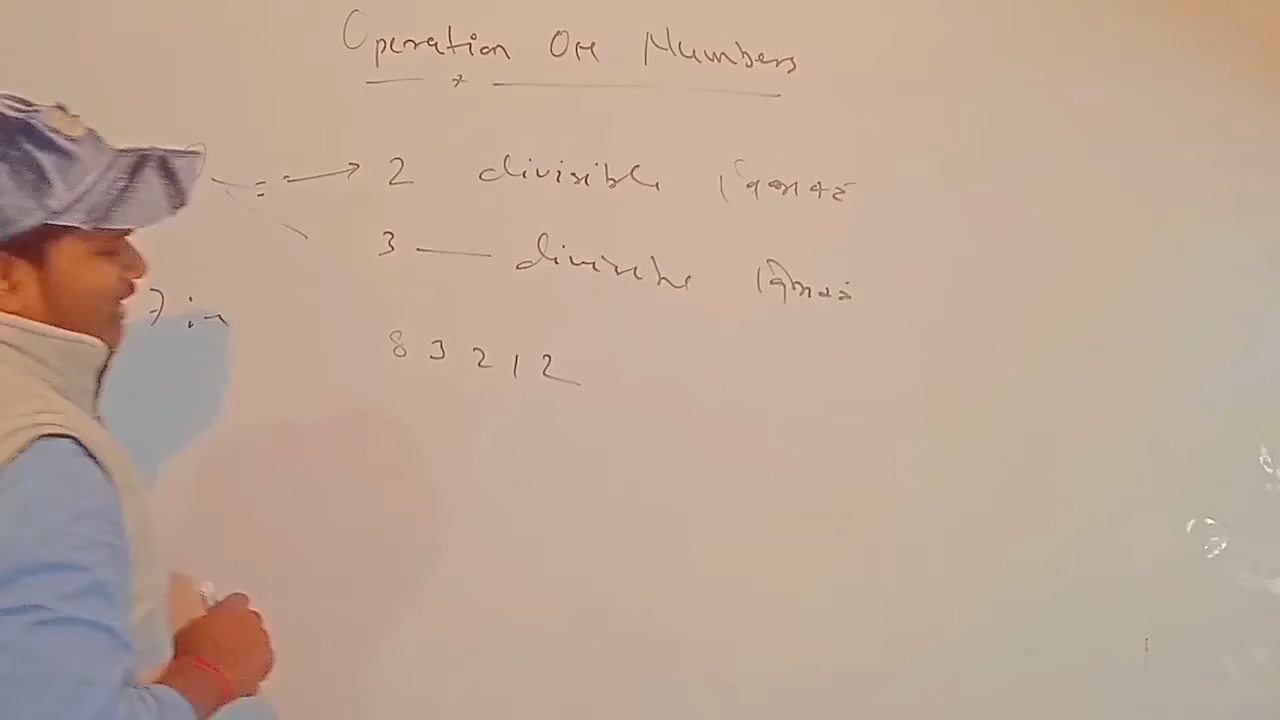 Operation On Numbers
2 divisible
3 — divisible
8 3 2 1 2